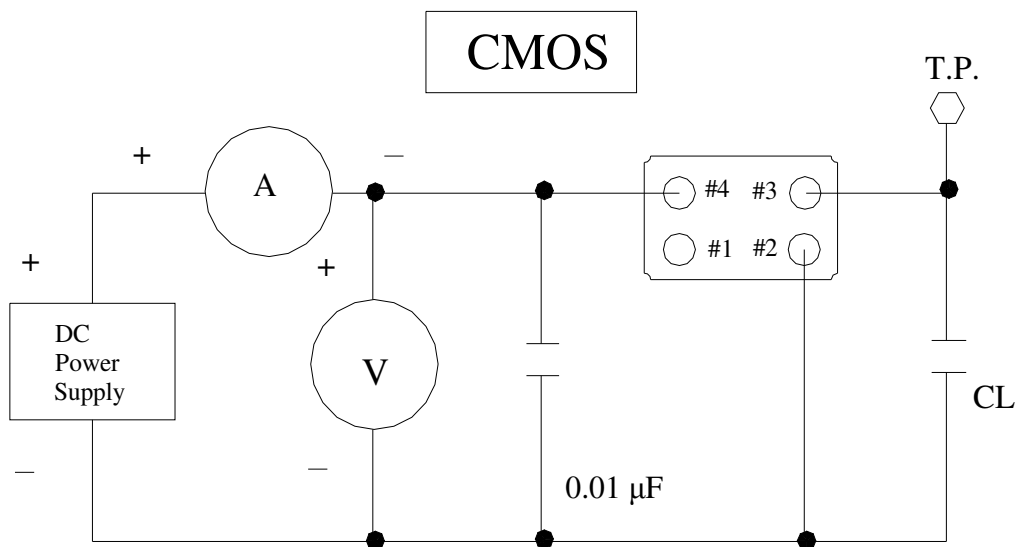 CMOS
T.P.
+
–
A
#4
#3
+
+
#1
#2
DC
Power
Supply
V
CL
–
–
0.01 μF